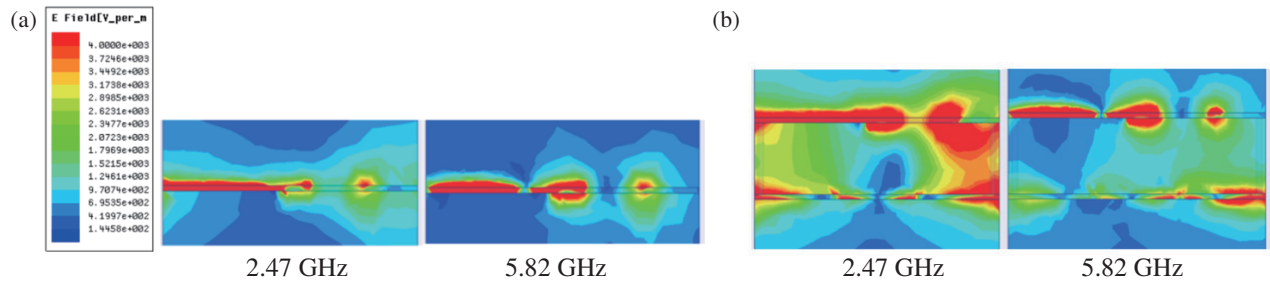 (a)
E Field[V_per_m
4.0000e+003
3.7246e+003
3.4492e+003
3.1738e+003
2.8985e+003
2.6231e+003
2.3477e+003
2.0723e+003
1.7969e+003
1.5215e+003
1.2461e+003
9.7074e+002
6.9535e+002
4.1997e+002
1.4458e+002
2.47 GHz
5.82 GHz
(b)
2.47 GHz
5.82 GHz